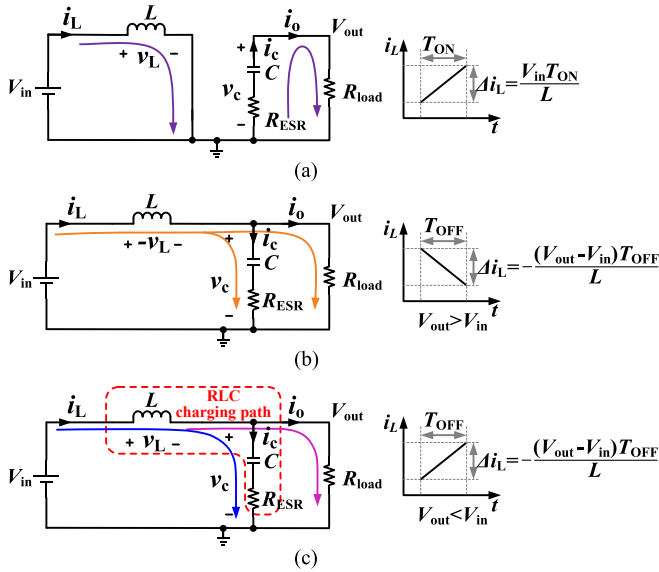 i_L L
+ v_L -
V_in
i_o V_out
+ i_c
v_c C
- R_ESR
R_load
i_L T_ON
Δi_L = V_in T_ON / L
t
(a)
i_L L
+ -v_L -
V_in
i_o V_out
+ i_c
v_c C
- R_ESR
R_load
i_L T_OFF
Δi_L = - (V_out - V_in) T_OFF / L
t
V_out > V_in
(b)
RLC
charging path
i_L L
+ v_L -
V_in
i_o V_out
+ i_c
v_c C
- R_ESR
R_load
i_L T_OFF
Δi_L = - (V_out - V_in) T_OFF / L
t
V_out < V_in
(c)